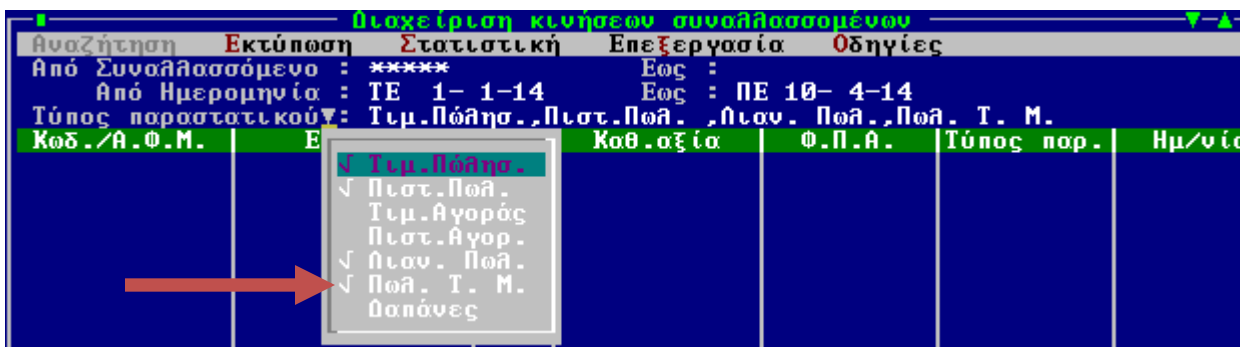 Διαχείριση κινήσεων συναλλασσομένων
Αναζήτηση Εκτύπωση Στατιστική Επεξεργασία Οδηγίες
Από Συναλλασσόμενο : ***** Εως :
Από Ημερομηνία : ΤΕ 1- 1-14 Εως : ΠΕ 10- 4-14
Τύπος παραστατικού▼: Τιμ.Πώλησ.,Πιστ.Πωλ. ,Λιαν. Πωλ.,Πωλ. Τ. Μ.
Κωδ./Α.Φ.Μ. Ε Καθ.αξία Φ.Π.Α. Τύπος παρ. Ημ/νία
√ Τιμ.Πώλησ.
√ Πιστ.Πωλ.
Τιμ.Αγοράς
Πιστ.Αγορ.
√ Λιαν. Πωλ.
√ Πωλ. Τ. Μ.
Δαπάνες